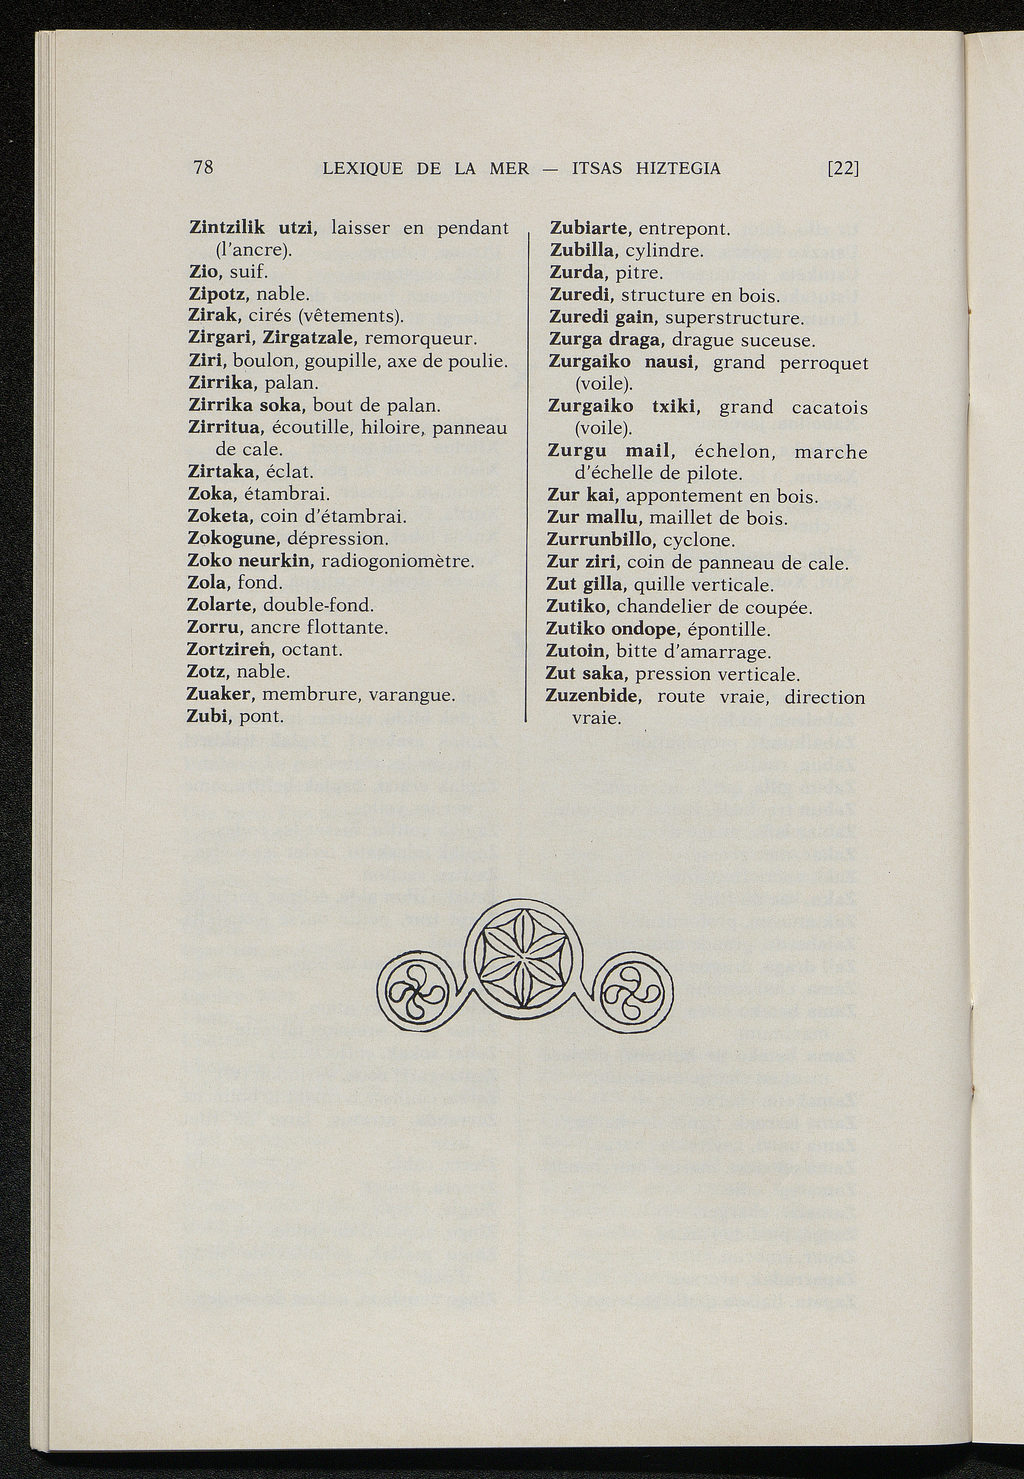 78 LEXIQUE DE LA MER — ITSAS HIZTEGIA [22]
Zintzilik utzi, laisser en pendant
(l'ancre).
Zio, suif.
Zipotz, nable.
Zirak, cirés (vêtements).
Zirgari, Zirgatzale, remorqueur.
Ziri, boulon, goupille, axe de poulie.
Zirrika, palan.
Zirrika soka, bout de palan.
Zirritua, écoutille, hiloire, panneau
de cale.
Zirtaka, éclat.
Zoka, étambrai.
Zoketa, coin d'étambrai.
Zokogune, dépression.
Zoko neurkin, radiogoniomètre.
Zola, fond.
Zolarte, double-fond.
Zorru, ancre flottante.
Zortziren, octant.
Zotz, nable.
Zuaker, membrure, varangue.
Zubi, pont.
Zubiarte, entrepont.
Zubilla, cylindre.
Zurda, pitre.
Zuredi, structure en bois.
Zuredi gain, superstructure.
Zurga draga, drague suceuse.
Zurgaiko nausi, grand perroquet
(voile).
Zurgaiko txiki, grand cacatois
(voile).
Zurgu mail, échelon, marche
d'échelle de pilote.
Zur kai, appontement en bois.
Zur mallu, maillet de bois.
Zurrunbillo, cyclone.
Zur ziri, coin de panneau de cale.
Zut gilla, quille verticale.
Zutiko, chandelier de coupée.
Zutiko ondope, épontille.
Zutoin, bitte d'amarrage.
Zut saka, pression verticale.
Zuzenbide, route vraie, direction
vraie.